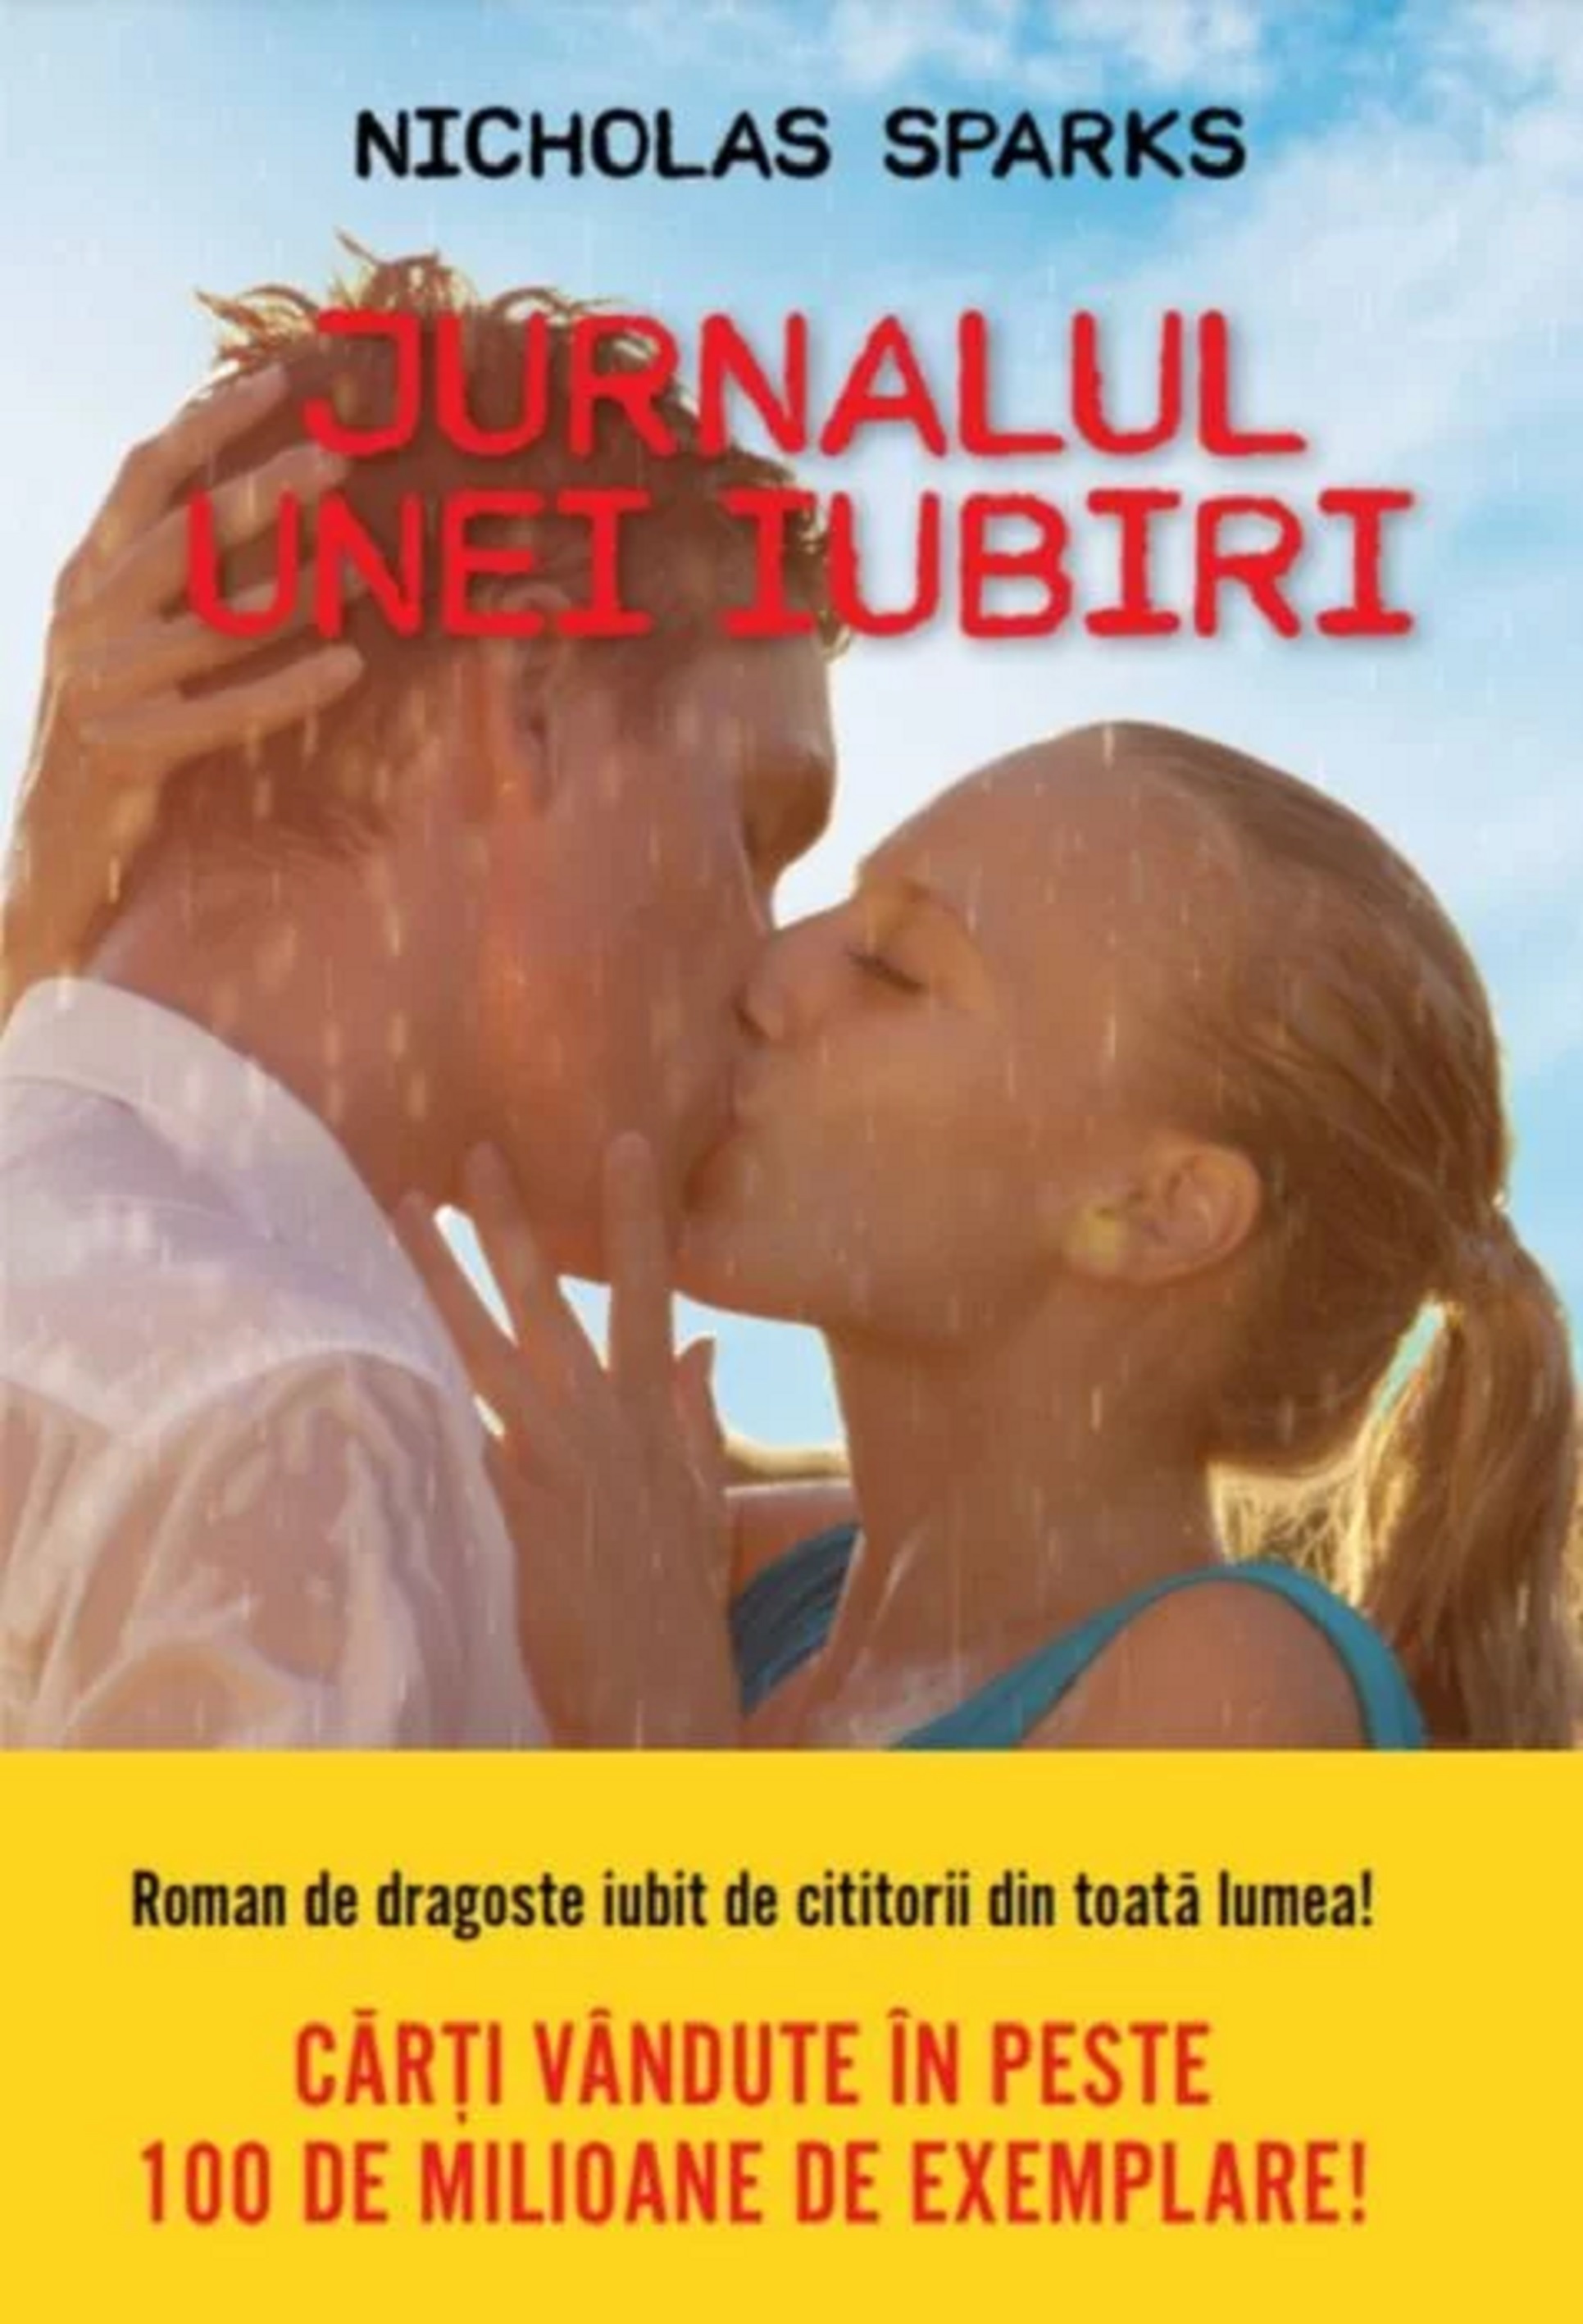 NICHOLAS SPARKS
JURNALUL
UNEI IUBIRI
Roman de dragoste iubit de cititorii din toată lumea!
CĂRȚI VÂNDUTE ÎN PESTE
100 DE MILIOANE DE EXEMPLARE!